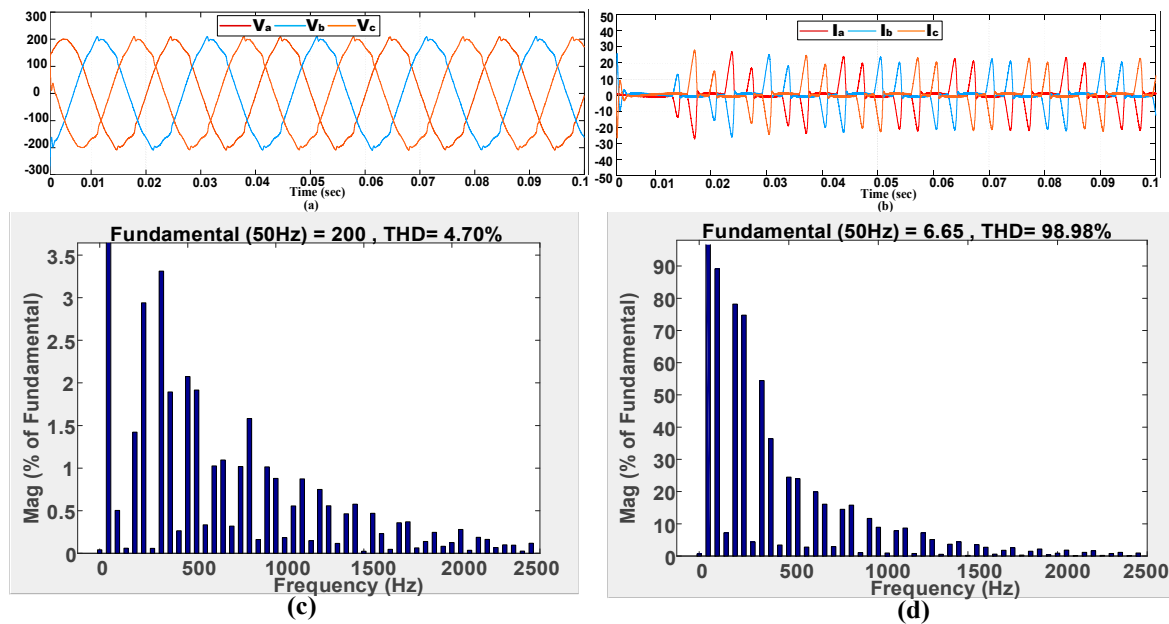 300
200
100
0
-100
-200
-300
Va Vb Vc
0 0.01 0.02 0.03 0.04 0.05 0.06 0.07 0.08 0.09 0.1
Time (sec)
(a)
50
40
30
20
10
0
-10
-20
-30
-40
-50
Ia Ib Ic
0 0.01 0.02 0.03 0.04 0.05 0.06 0.07 0.08 0.09 0.1
Time (sec)
(b)
Fundamental (50Hz) = 200 , THD= 4.70%
Mag (% of Fundamental)
3.5
3
2.5
2
1.5
1
0.5
0
0 500 1000 1500 2000 2500
Frequency (Hz)
(c)
Fundamental (50Hz) = 6.65 , THD= 98.98%
Mag (% of Fundamental)
90
80
70
60
50
40
30
20
10
0
0 500 1000 1500 2000 2500
Frequency (Hz)
(d)